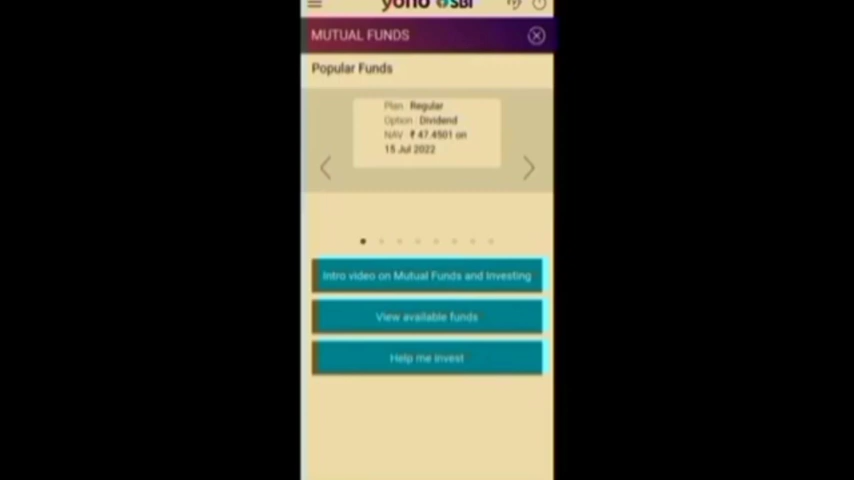 yono SBI
MUTUAL FUNDS
Popular Funds
Plan : Regular
Option : Dividend
NAV : ₹ 47.4501 on
15 Jul 2022
Intro video on Mutual Funds and Investing
View available funds
Help me invest